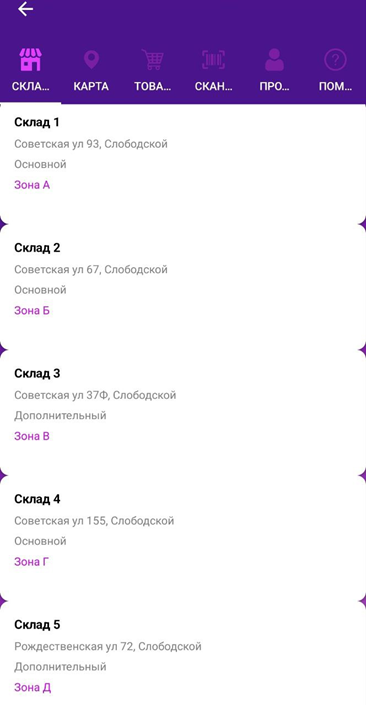 СКЛА... КАРТА ТОВА... СКАН... ПРО... ПОМ...
Склад 1
Советская ул 93, Слободской
Основной
Зона А
Склад 2
Советская ул 67, Слободской
Основной
Зона Б
Склад 3
Советская ул 37Ф, Слободской
Дополнительный
Зона В
Склад 4
Советская ул 155, Слободской
Основной
Зона Г
Склад 5
Рождественская ул 72, Слободской
Дополнительный
Зона Д